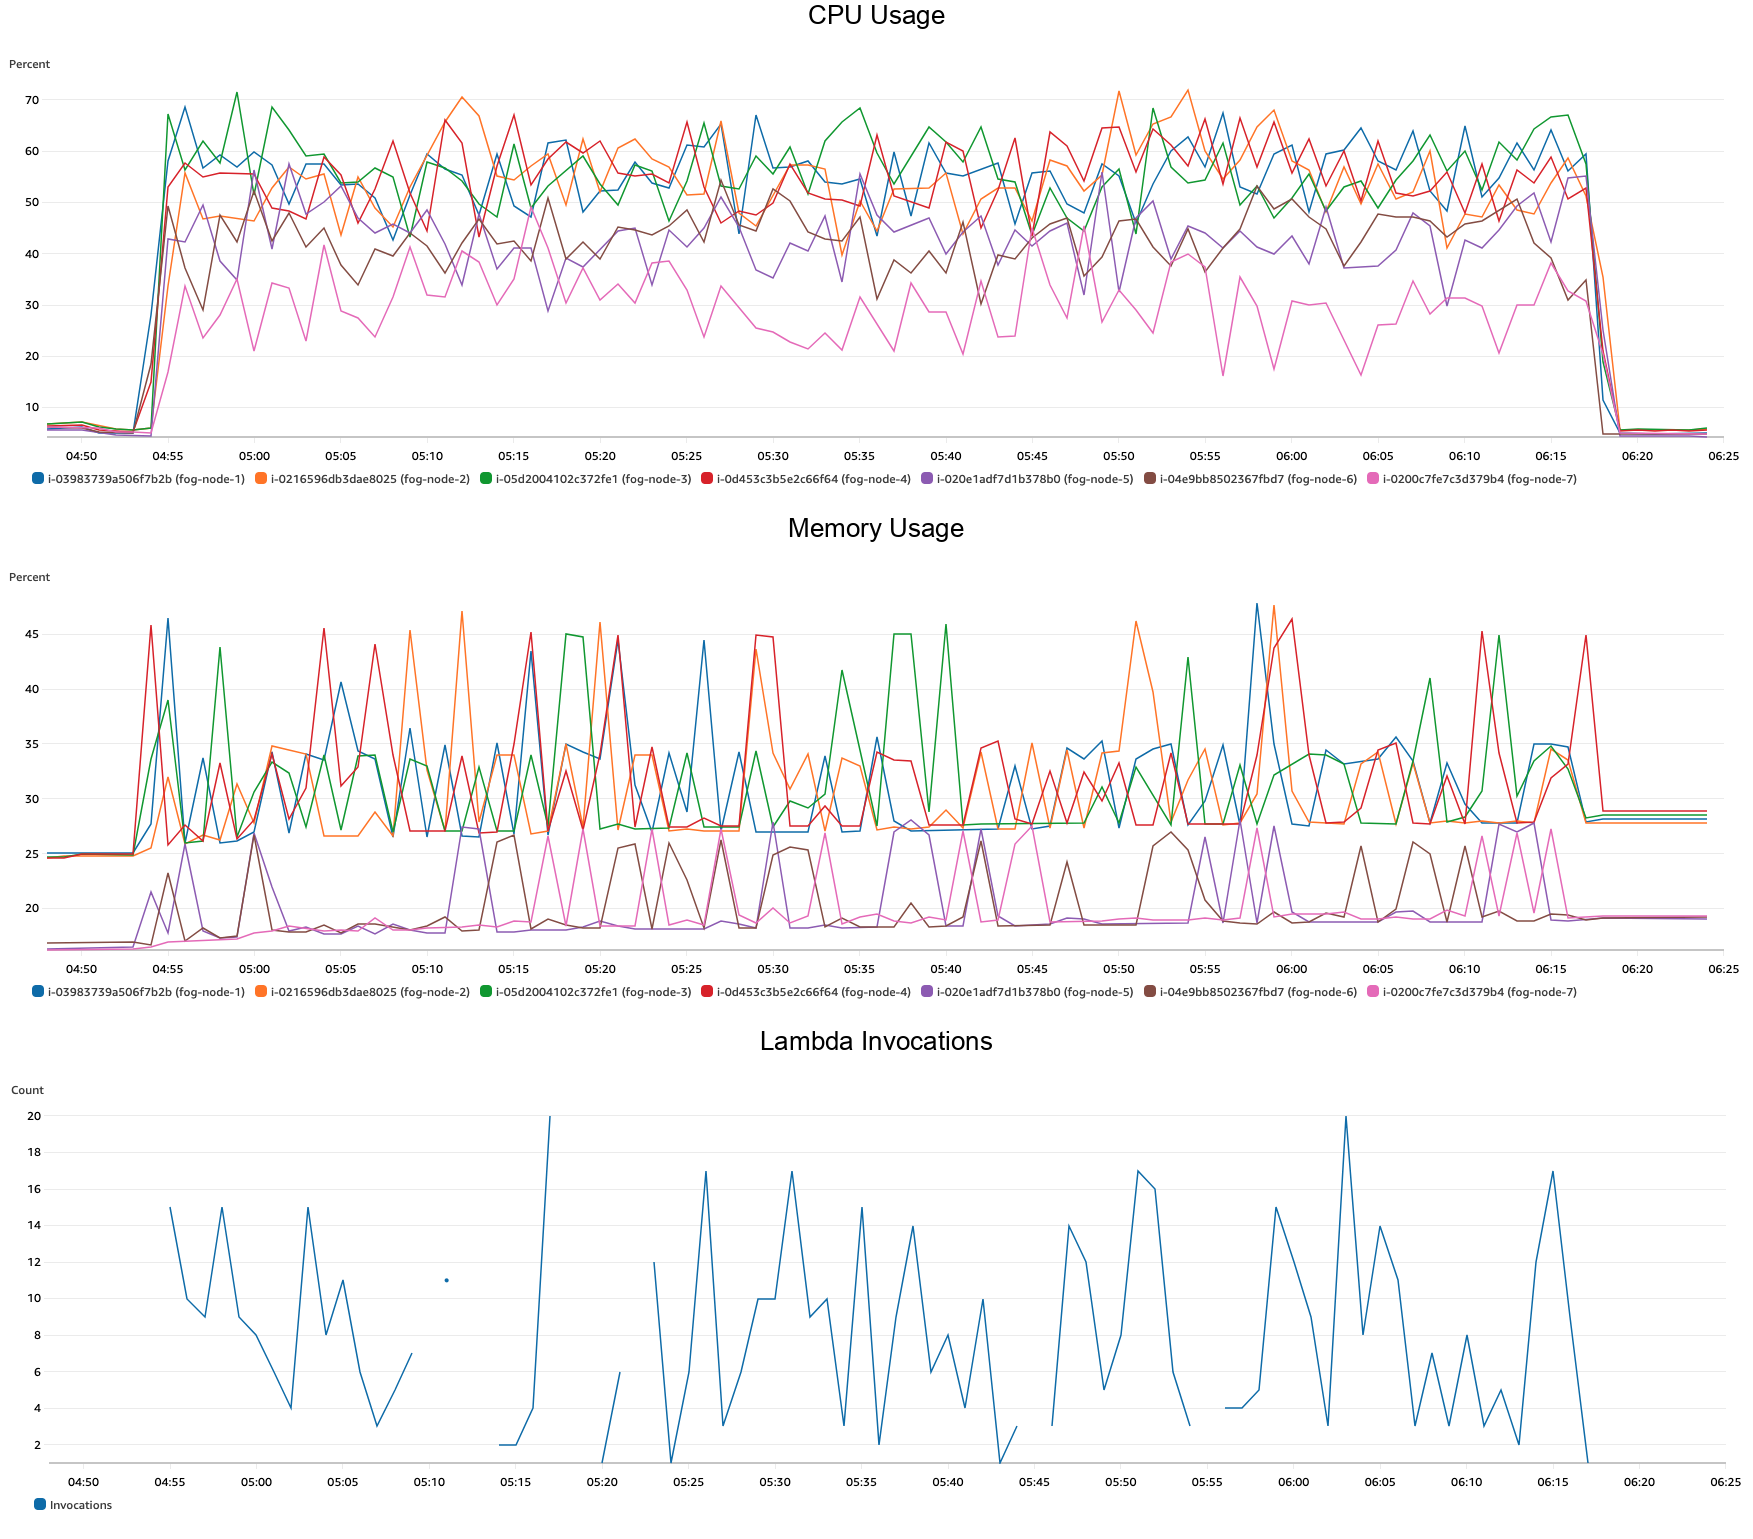 CPU Usage
Percent
70
60
50
40
30
20
10
04:50 04:55 05:00 05:05 05:10 05:15 05:20 05:25 05:30 05:35 05:40 05:45 05:50 05:55 06:00 06:05 06:10 06:15 06:20 06:25
i-03983739a506f7b2b (fog-node-1) i-0216596db3dae8025 (fog-node-2) i-05d2004102c372fe1 (fog-node-3) i-0d453c3b5e2c66f64 (fog-node-4) i-020e1adf7d1b378b0 (fog-node-5) i-04e9bb8502367fbd7 (fog-node-6) i-0200c7fe7c3d379b4 (fog-node-7)
Memory Usage
Percent
45
40
35
30
25
20
04:50 04:55 05:00 05:05 05:10 05:15 05:20 05:25 05:30 05:35 05:40 05:45 05:50 05:55 06:00 06:05 06:10 06:15 06:20 06:25
i-03983739a506f7b2b (fog-node-1) i-0216596db3dae8025 (fog-node-2) i-05d2004102c372fe1 (fog-node-3) i-0d453c3b5e2c66f64 (fog-node-4) i-020e1adf7d1b378b0 (fog-node-5) i-04e9bb8502367fbd7 (fog-node-6) i-0200c7fe7c3d379b4 (fog-node-7)
Lambda Invocations
Count
20
18
16
14
12
10
8
6
4
2
04:50 04:55 05:00 05:05 05:10 05:15 05:20 05:25 05:30 05:35 05:40 05:45 05:50 05:55 06:00 06:05 06:10 06:15 06:20 06:25
Invocations